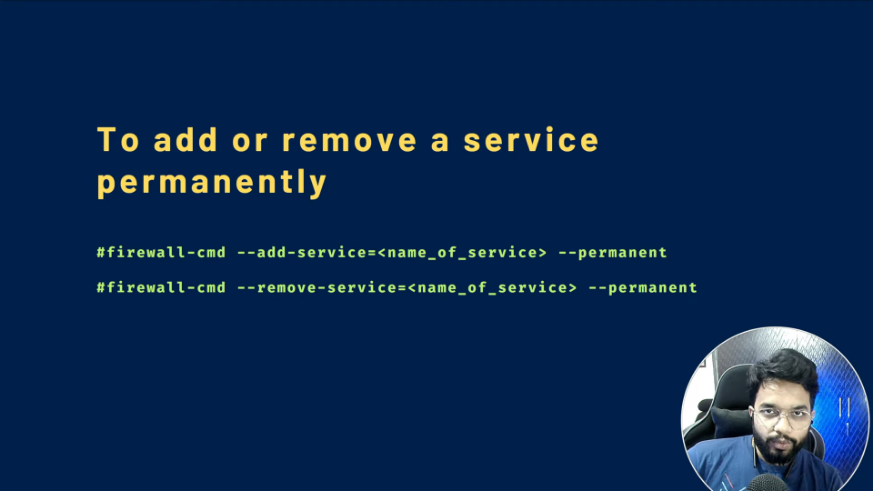 To add or remove a service
permanently
#firewall-cmd --add-service=<name_of_service> --permanent
#firewall-cmd --remove-service=<name_of_service> --permanent